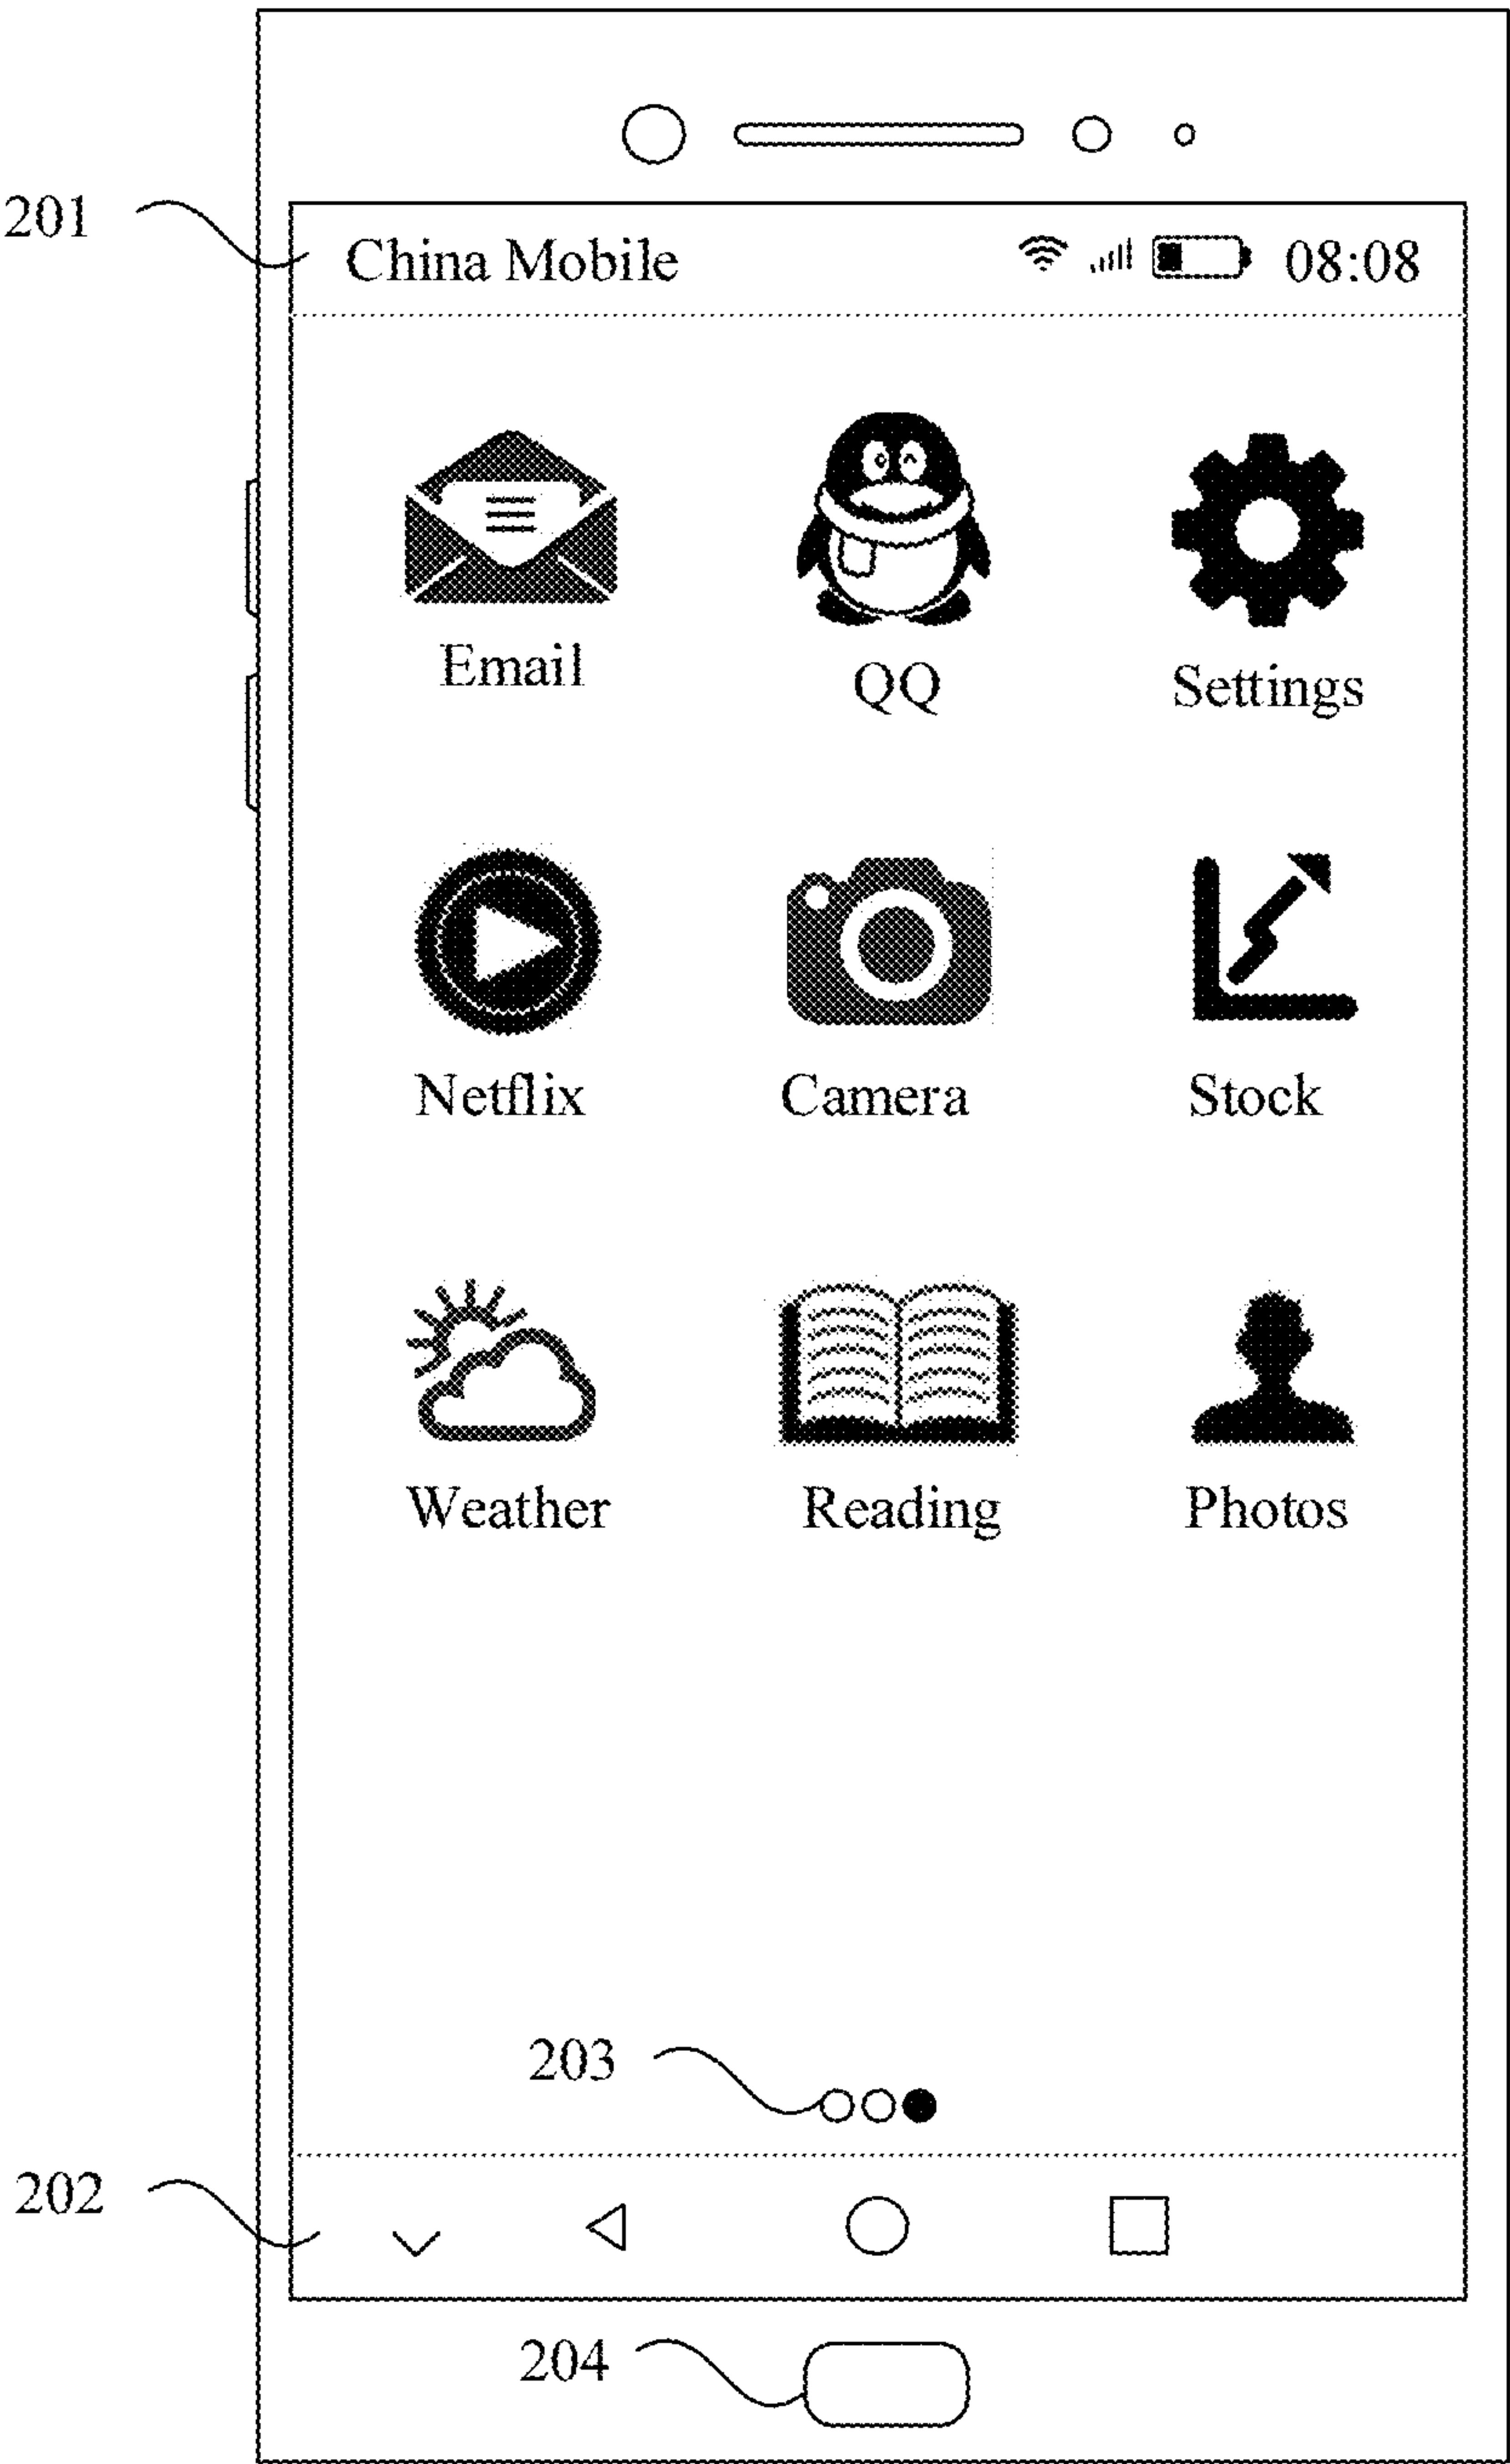 201
China Mobile 08:08
Email QQ Settings
Netflix Camera Stock
Weather Reading Photos
203
202
204